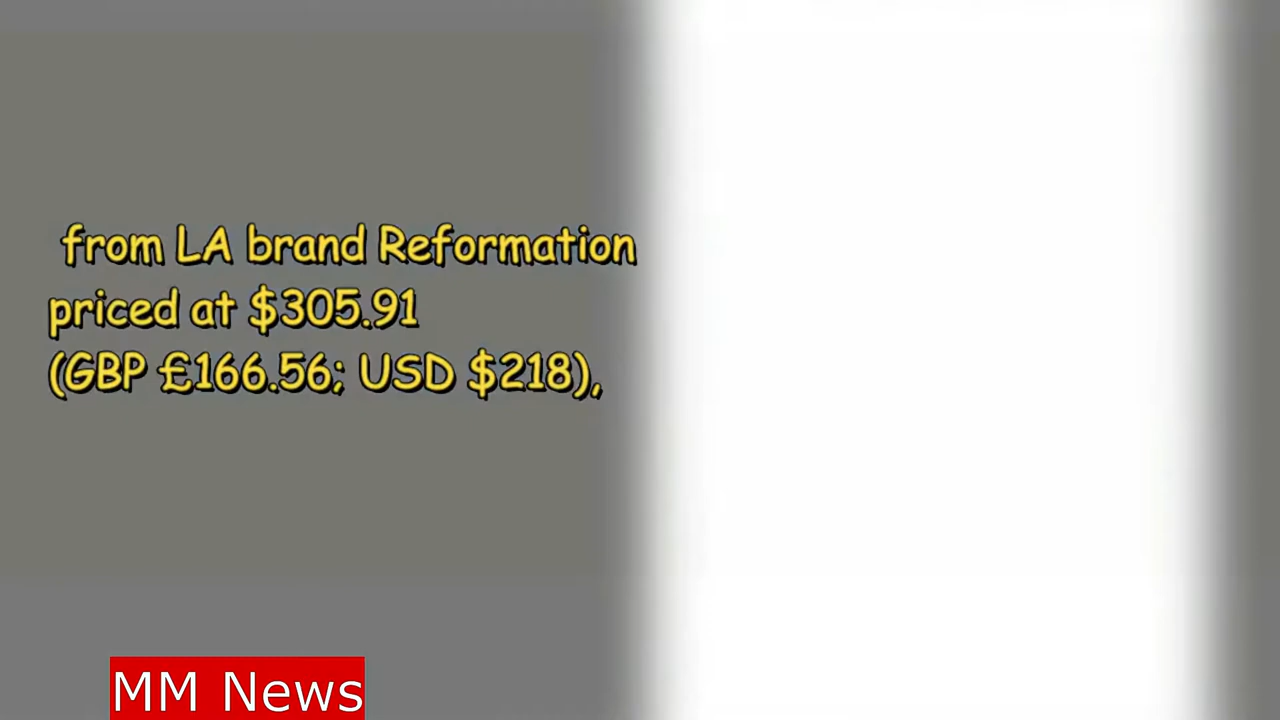 from LA brand Reformation
priced at $305.91
(GBP £166.56; USD $218),
MM News